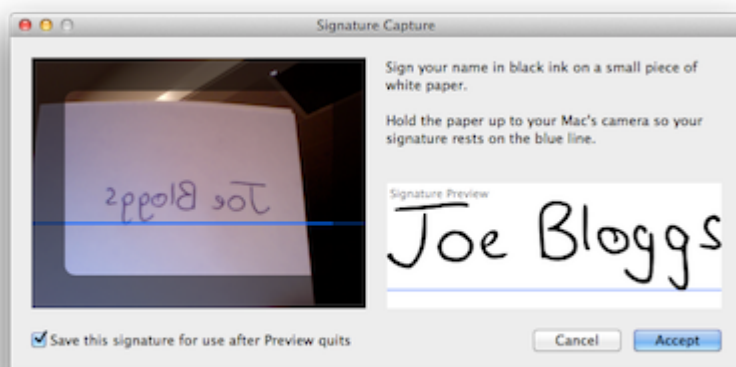 Signature Capture
Sign your name in black ink on a small piece of
white paper.
Hold the paper up to your Mac's camera so your
signature rests on the blue line.
Joe Bloggs
Signature Preview
Joe Bloggs
Save this signature for use after Preview quits
Cancel
Accept